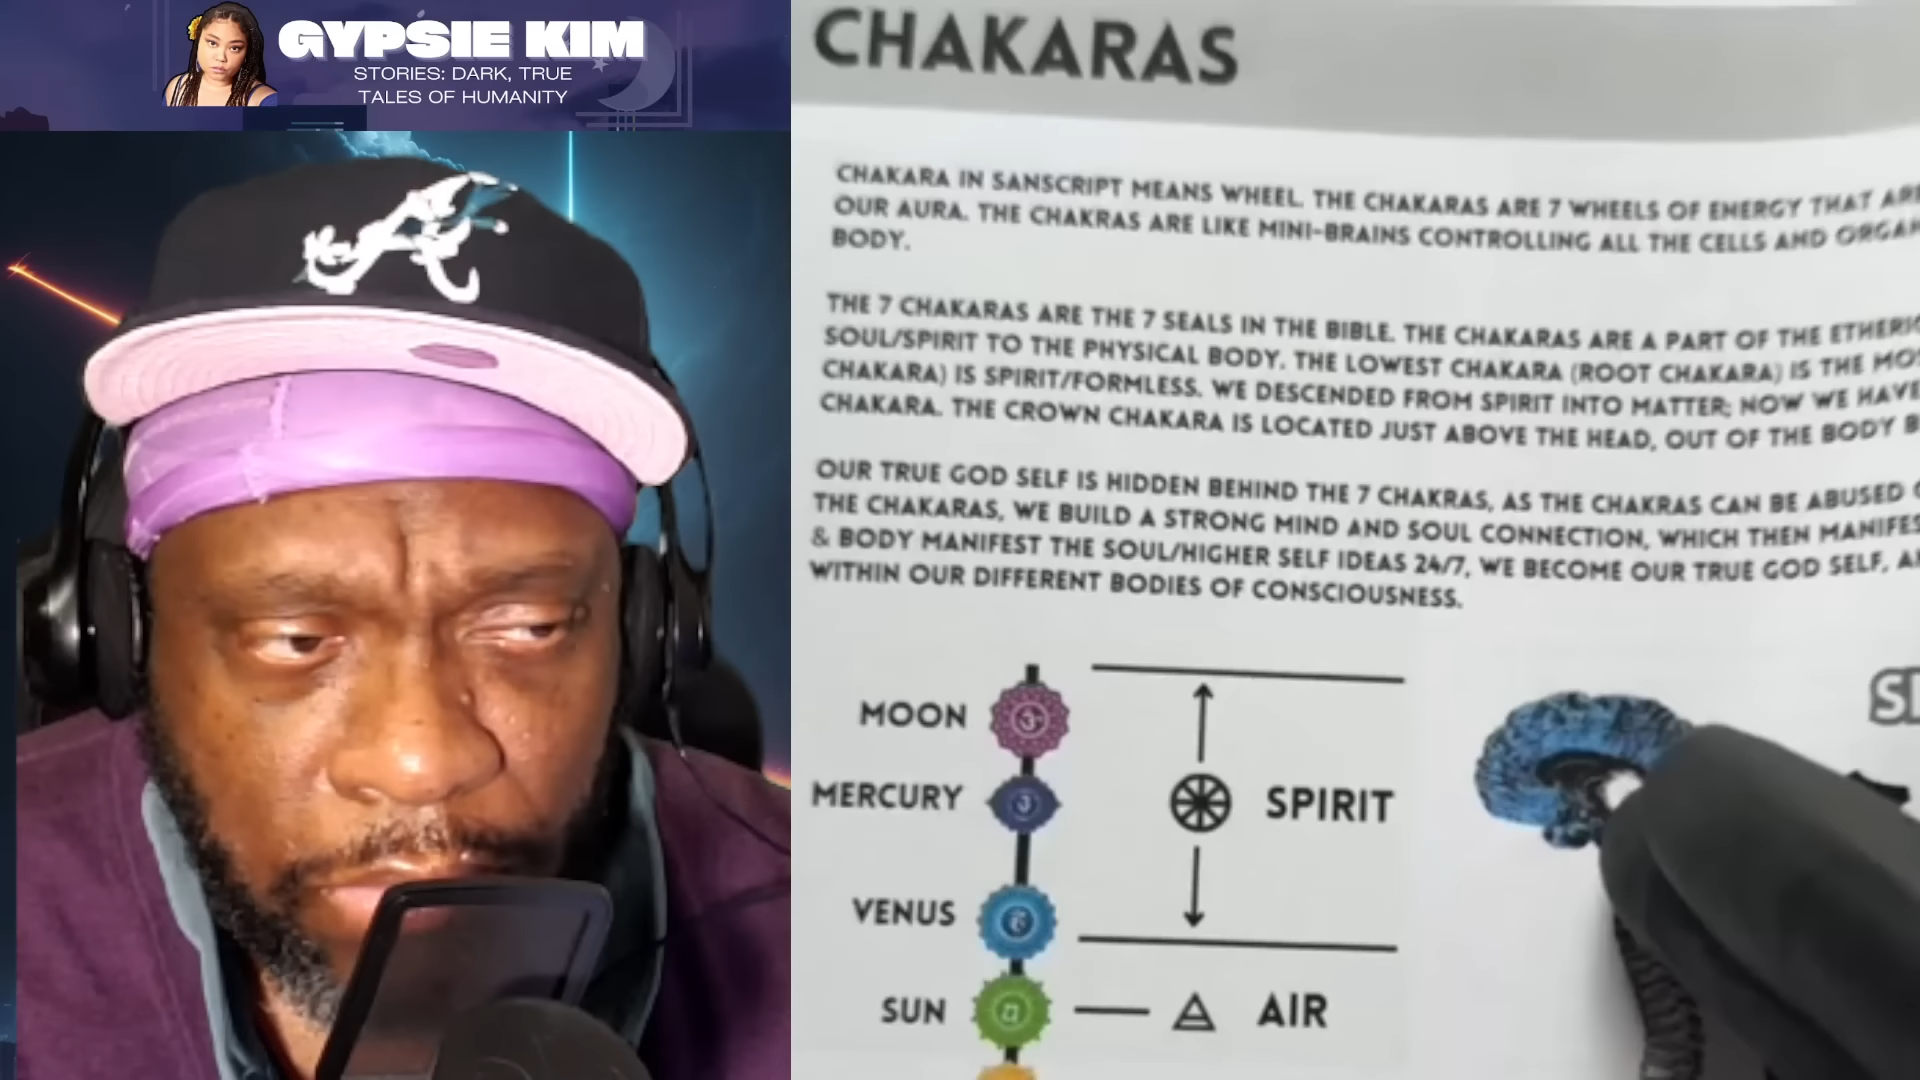 GYPSIE KIM
STORIES: DARK, TRUE
TALES OF HUMANITY
A
CHAKARAS
CHAKARA IN SANSCRIPT MEANS WHEEL. THE CHAKARAS ARE 7 WHEELS OF ENERGY THAT ARE
OUR AURA. THE CHAKRAS ARE LIKE MINI-BRAINS CONTROLLING ALL THE CELLS AND
BODY.
THE 7 CHAKARAS ARE THE 7 SEALS IN THE BIBLE. THE CHAKARAS ARE A PART OF THE
SOUL/SPIRIT TO THE PHYSICAL BODY. THE LOWEST CHAKARA (ROOT CHAKARA) IS THE
CHAKARA) IS SPIRIT/FORMLESS. WE DESCENDED FROM SPIRIT INTO MATTER; NOW WE HAVE
CHAKARA. THE CROWN CHAKARA IS LOCATED JUST ABOVE THE HEAD, OUT OF THE BODY
OUR TRUE GOD SELF IS HIDDEN BEHIND THE 7 CHAKRAS, AS THE CHAKRAS CAN BE ABUSED
THE CHAKARAS, WE BUILD A STRONG MIND AND SOUL CONNECTION, WHICH THEN
& BODY MANIFEST THE SOUL/HIGHER SELF IDEAS 24/7, WE BECOME OUR TRUE GOD SELF,
WITHIN OUR DIFFERENT BODIES OF CONSCIOUSNESS.
MOON
MERCURY
SPIRIT
VENUS
SUN
AIR